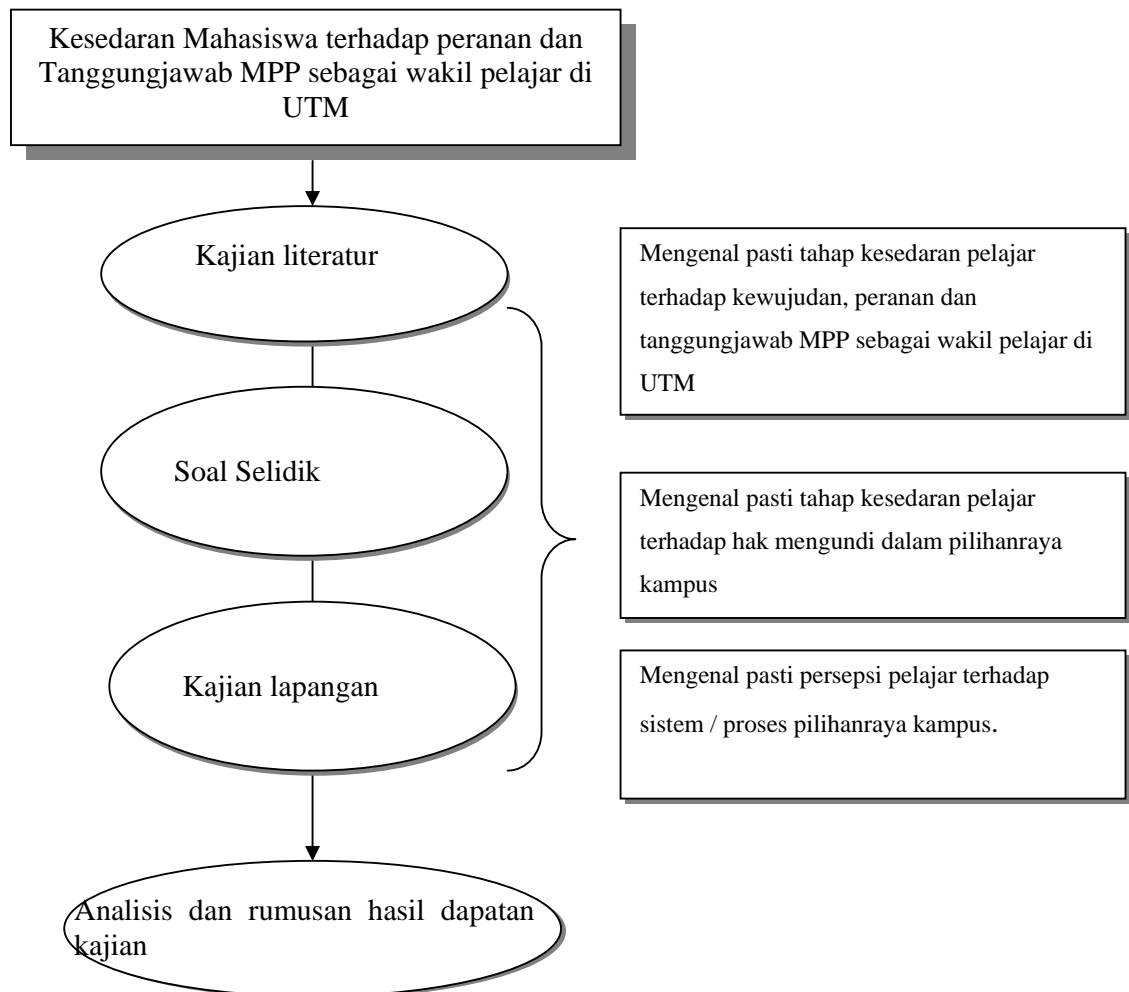 Kesedaran Mahasiswa terhadap peranan dan
Tanggungjawab MPP sebagai wakil pelajar di
UTM
Kajian literatur
Soal Selidik
Kajian lapangan
Analisis dan rumusan hasil dapatan
kajian
Mengenal pasti tahap kesedaran pelajar
terhadap kewujudan, peranan dan
tanggungjawab MPP sebagai wakil pelajar di
UTM
Mengenal pasti tahap kesedaran pelajar
terhadap hak mengundi dalam pilihanraya
kampus
Mengenal pasti persepsi pelajar terhadap
sistem / proses pilihanraya kampus.